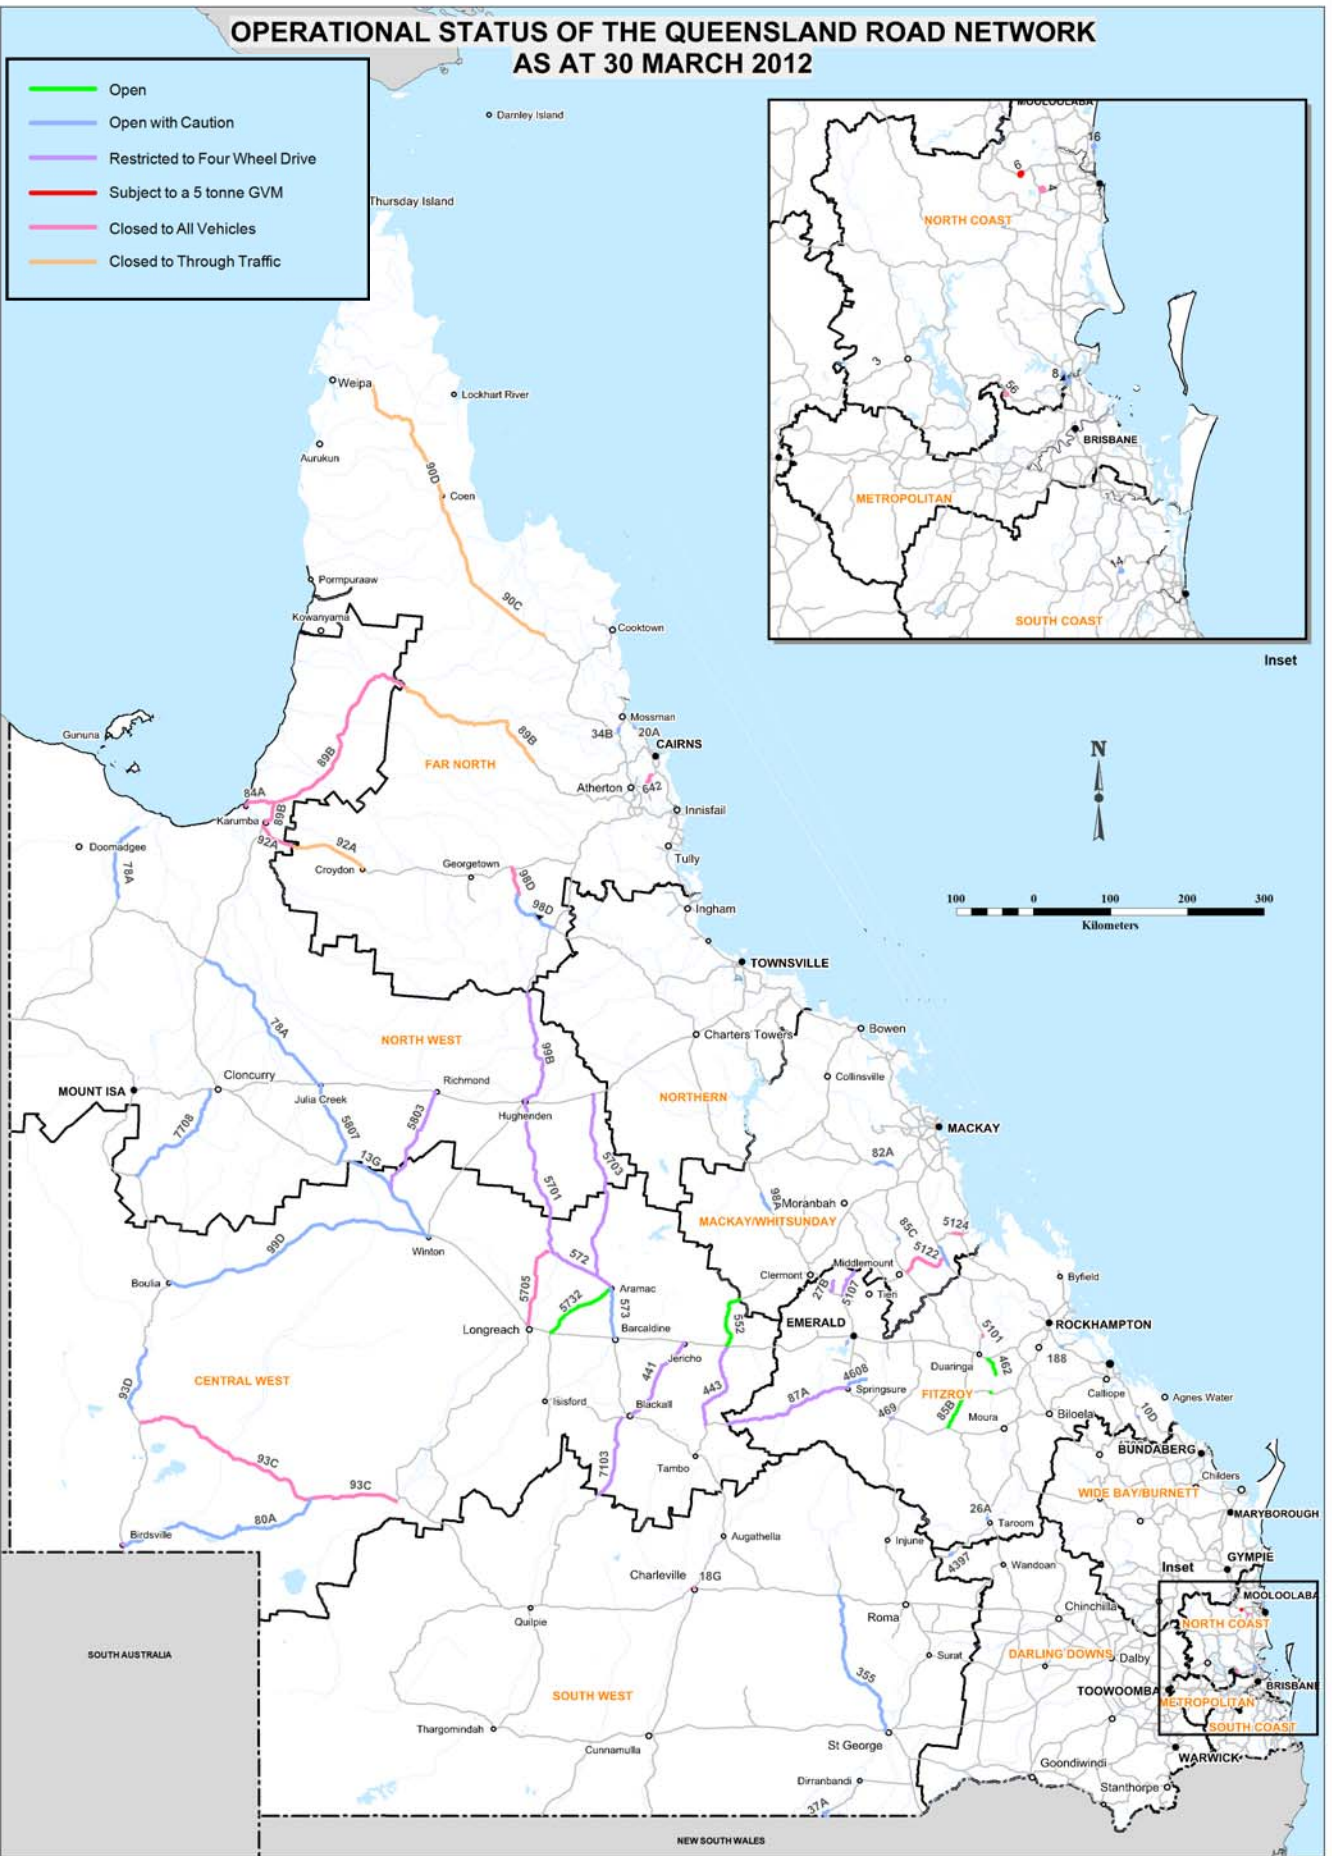 OPERATIONAL STATUS OF THE QUEENSLAND ROAD NETWORK
AS AT 30 MARCH 2012
Open
Open with Caution
Restricted to Four Wheel Drive
Subject to a 5 tonne GVM
Closed to All Vehicles
Closed to Through Traffic
Darnley Island
Thursday Island
MOOLOOLABA
16
6
4
NORTH COAST
3
8
56
BRISBANE
METROPOLITAN
14
SOUTH COAST
Inset
Weipa
Lockhart River
Aurukun
90D
Coen
Pormpuraaw
90C
Kowanyama
Cooktown
Mossman
Gununa
34B
20A
89B
89B
CAIRNS
FAR NORTH
N
Atherton
642
84A
Innisfail
89B
Karumba
92A
92A
Doomadgee
Tully
Croydon
Georgetown
78A
98D
98D
Ingham
100
0
100
200
300
Kilometers
TOWNSVILLE
78A
NORTH WEST
Charters Towers
Bowen
99B
Cloncurry
Richmond
Collinsville
MOUNT ISA
Julia Creek
NORTHERN
Hughenden
5803
7708
5807
MACKAY
13G
5703
82A
5701
98A
Moranbah
MACKAY/WHITSUNDAY
85C
5124
99D
Winton
572
5122
Middlemount
Boulia
Clermont
Byfield
5705
Aramac
27B
5107
Tieri
5732
573
552
EMERALD
ROCKHAMPTON
Longreach
Barcaldine
5101
Jericho
188
Duaringa
462
441
CENTRAL WEST
93D
443
87A
4608
Springsure
FITZROY
Calliope
Agnes Water
Isisford
Blackall
469
85B
Moura
Biloela
10D
BUNDABERG
93C
93C
7103
Tambo
Childers
WIDE BAY/BURNETT
80A
26A
Taroom
MARYBOROUGH
Birdsville
Augathella
Injune
4397
Wandoan
GYMPIE
Inset
Charleville
18G
MOOLOOLABA
Quilpie
Roma
Chinchilla
NORTH COAST
SOUTH AUSTRALIA
Surat
DARLING DOWNS
Dalby
355
SOUTH WEST
TOOWOOMBA
BRISBANE
METROPOLITAN
SOUTH COAST
Thargomindah
Cunnamulla
St George
WARWICK
Goondiwindi
Dirranbandi
Stanthorpe
37A
NEW SOUTH WALES